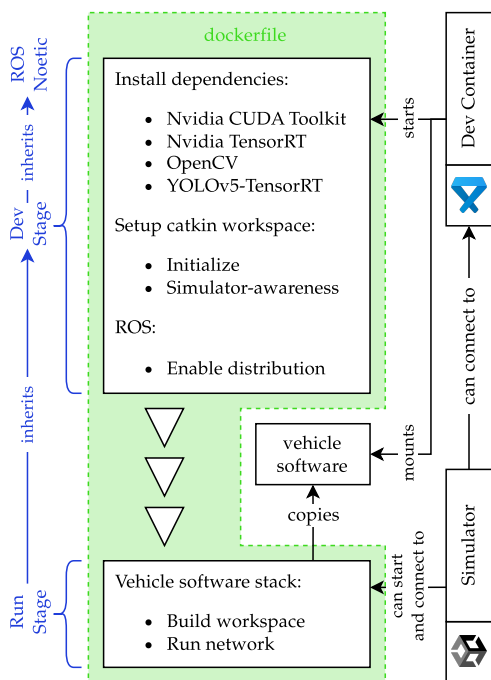 dockerfile
Install dependencies:
• Nvidia CUDA Toolkit
• Nvidia TensorRT
• OpenCV
• YOLOv5-TensorRT
Setup catkin workspace:
• Initialize
• Simulator-awareness
ROS:
• Enable distribution
vehicle
software
copies
Vehicle software stack:
• Build workspace
• Run network
ROS
Noetic
inherits
Dev
Stage
inherits
Run
Stage
starts
mounts
can start
and connect to
can connect to
Dev Container
Simulator